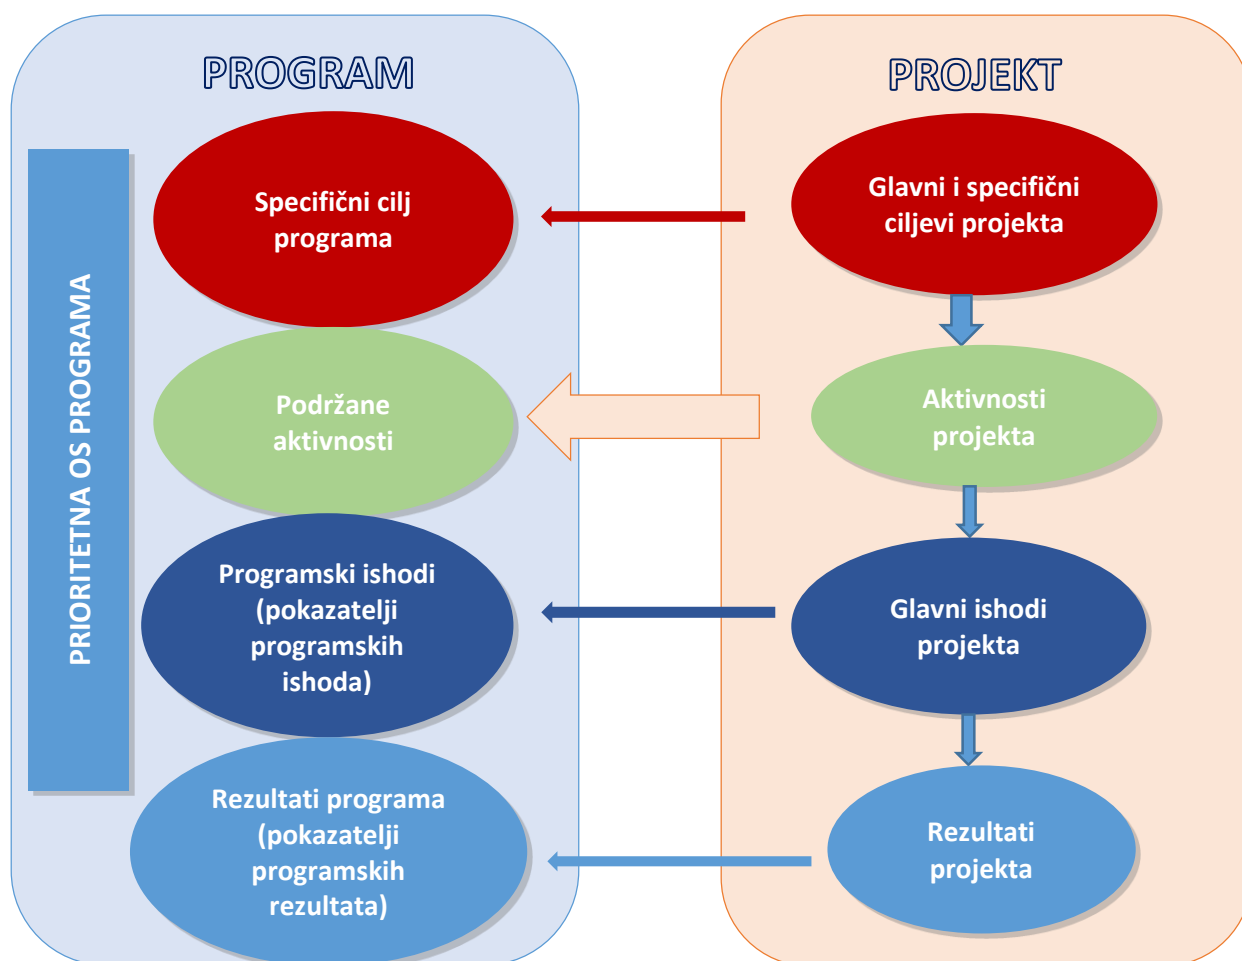 PROGRAM
PRIORITETNA OS PROGRAMA
Specifični cilj
programa
Podržane
aktivnosti
Programski ishodi
(pokazatelji
programskih
ishoda)
Rezultati programa
(pokazatelji
programskih
rezultata)
PROJEKT
Glavni i specifični
ciljevi projekta
Aktivnosti
projekta
Glavni ishodi
projekta
Rezultati
projekta